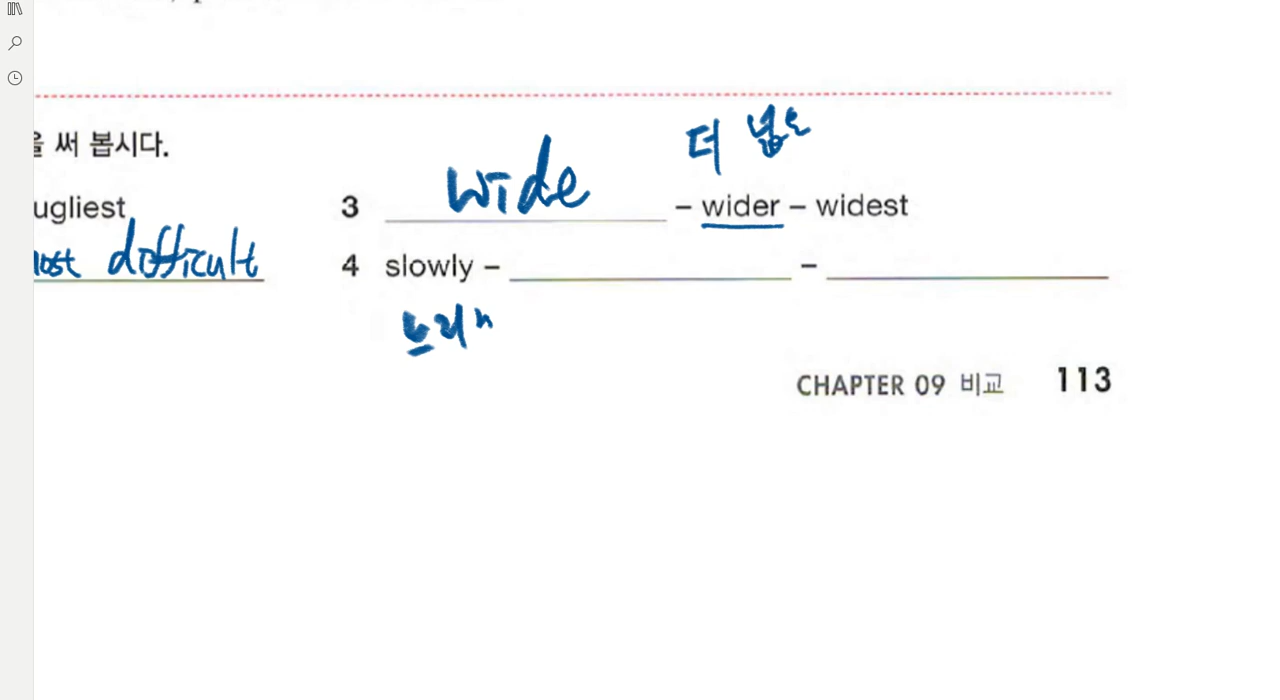 더 넓은
을 써 봅시다.
ugliest
3 wide – wider – widest
most difficult
4 slowly – –
느리게
CHAPTER 09 비교 113